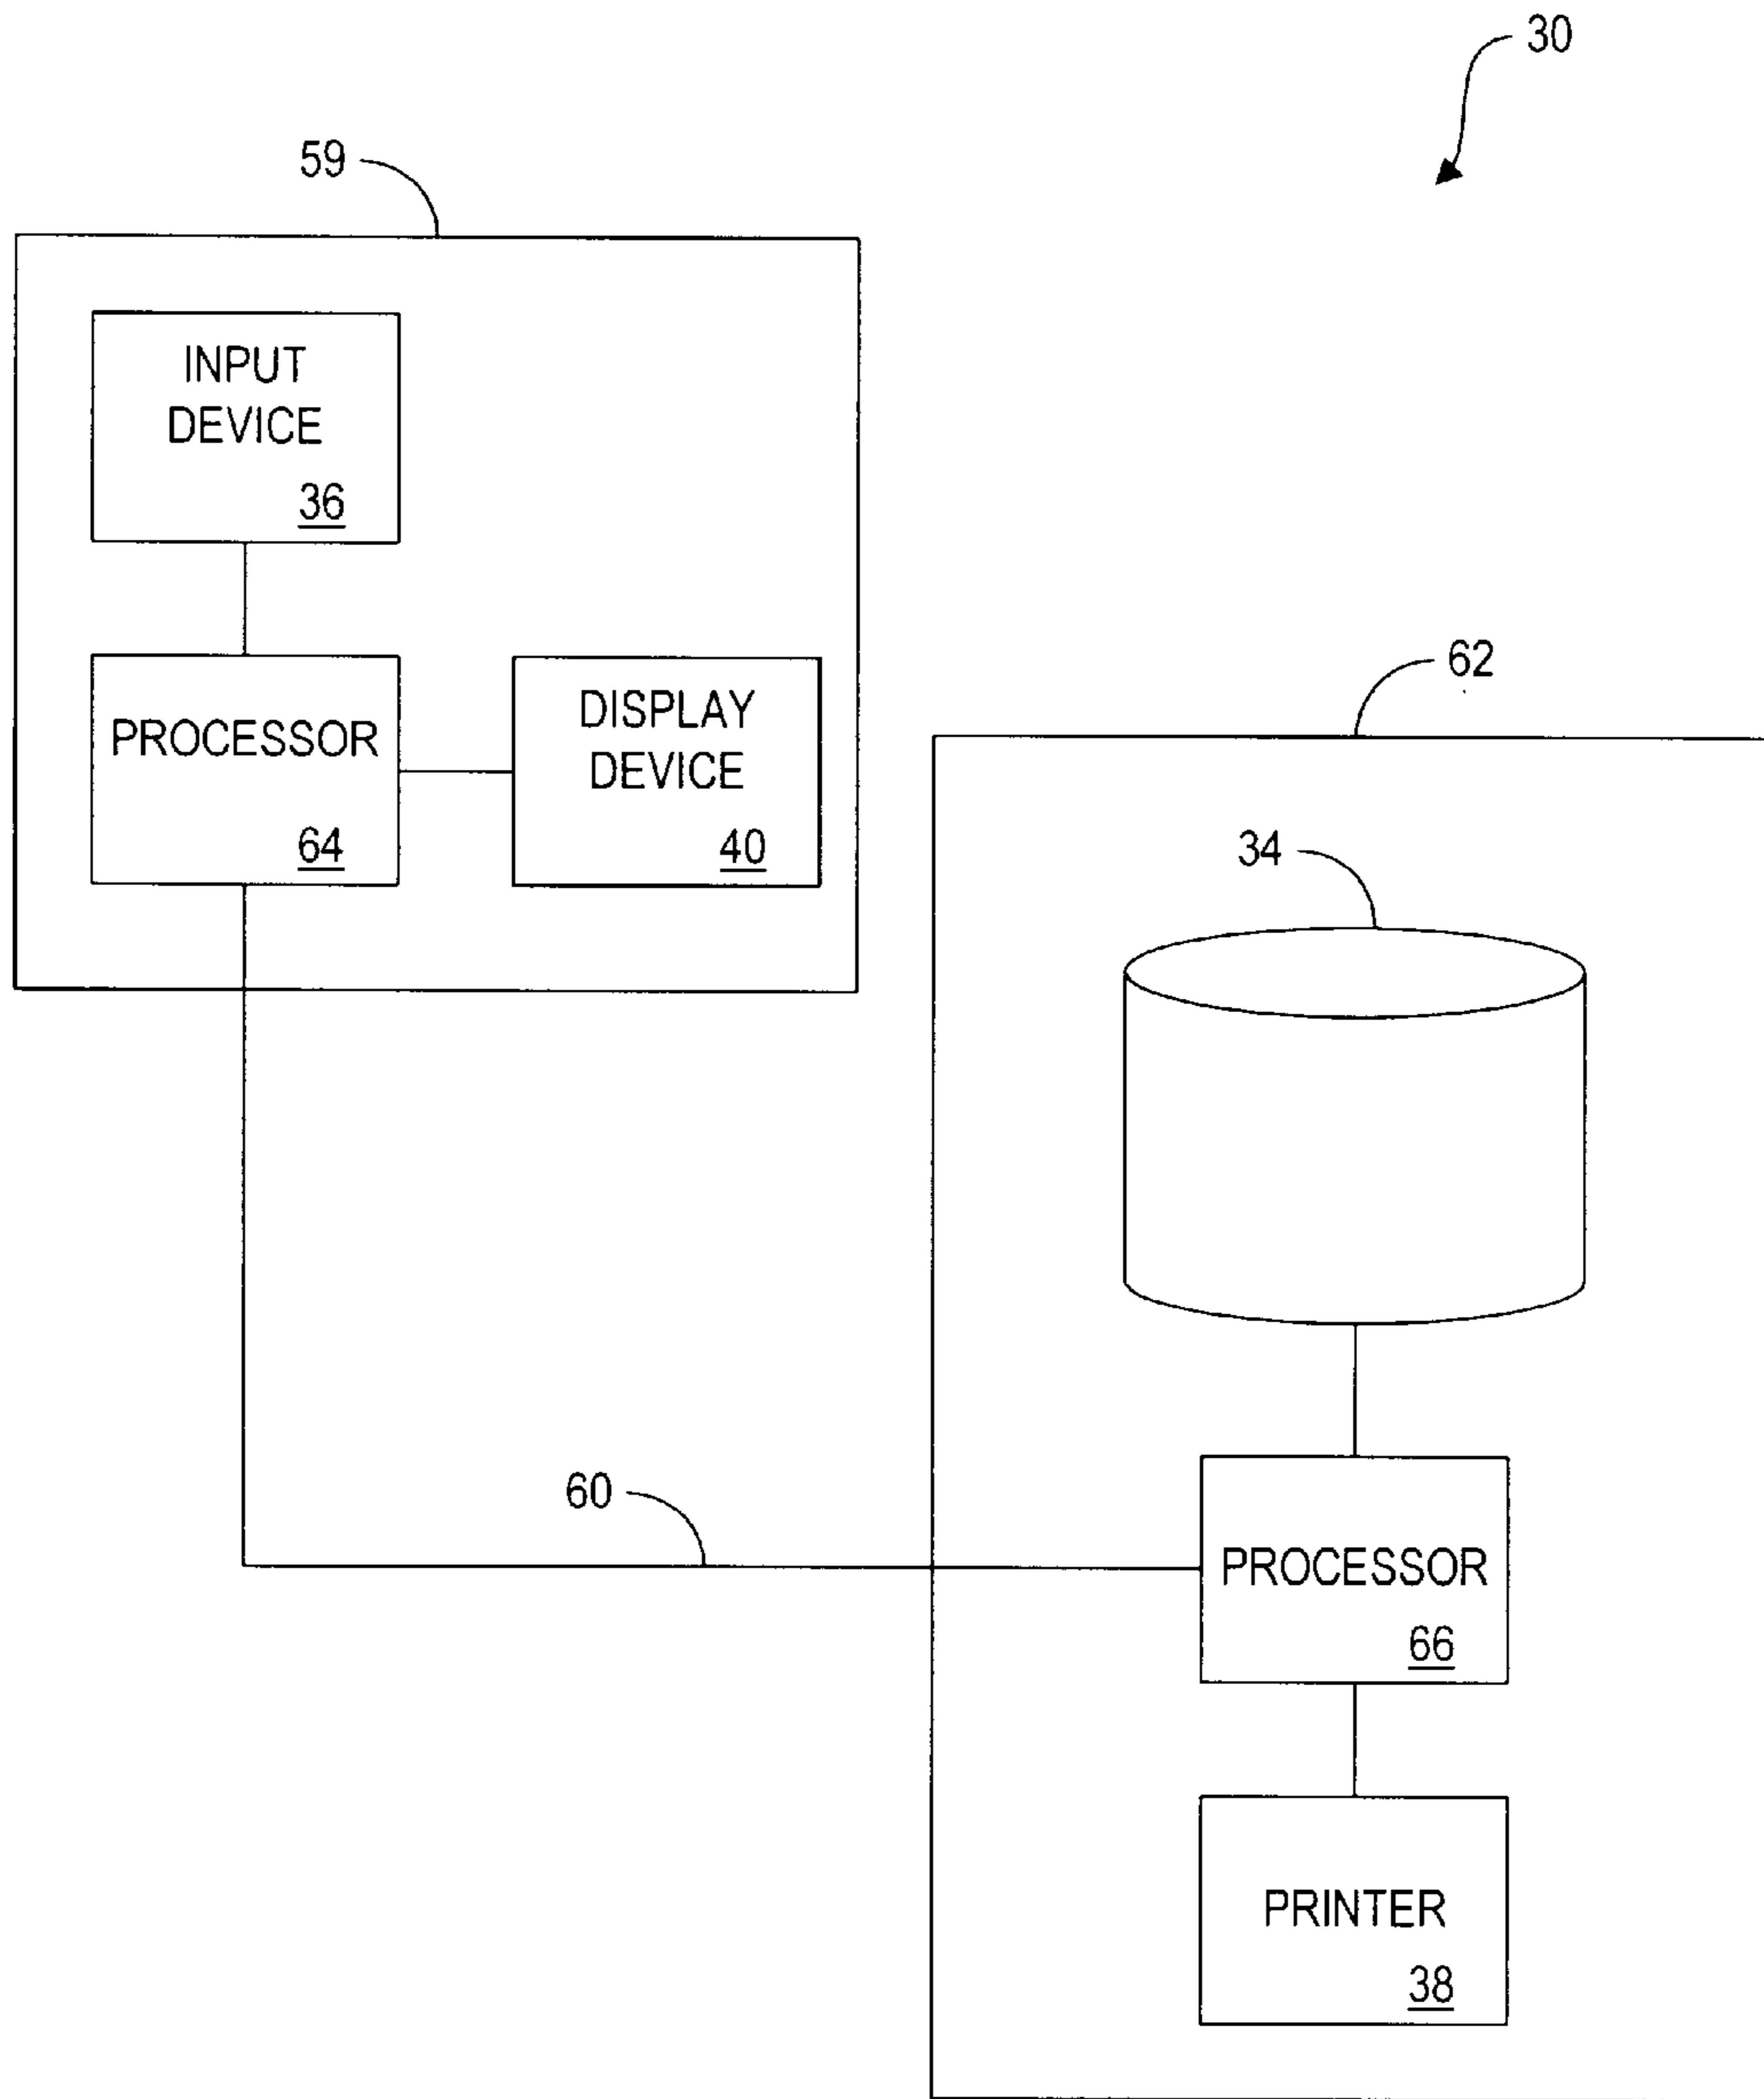 30
59
INPUT
DEVICE
36
PROCESSOR
64
DISPLAY
DEVICE
40
62
34
60
PROCESSOR
66
PRINTER
38